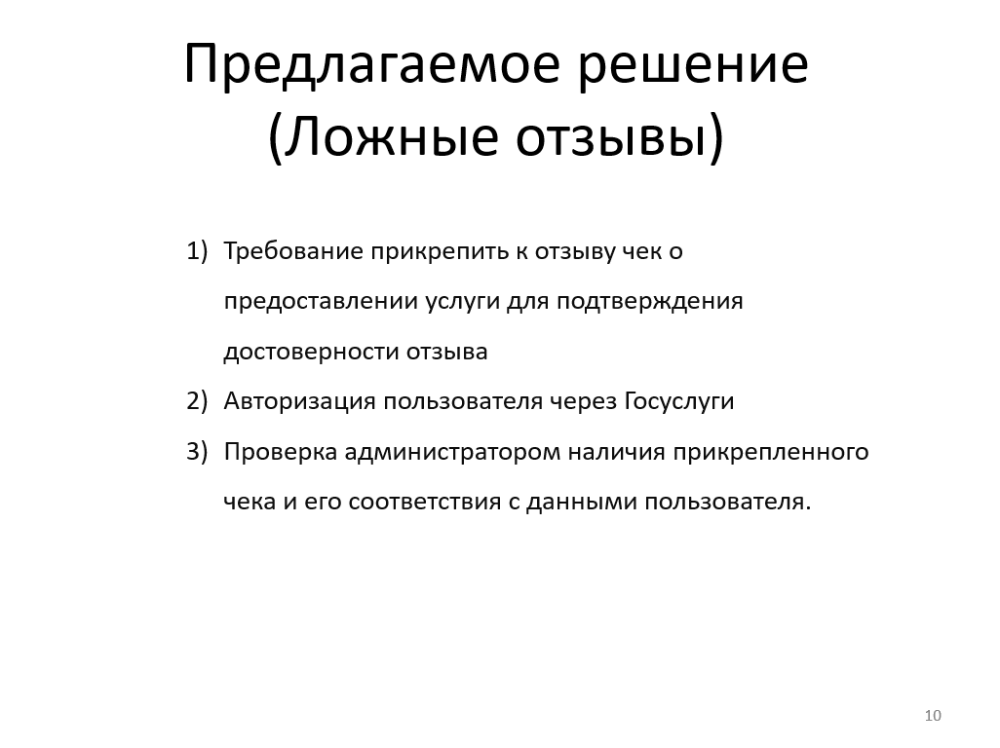 Предлагаемое решение
(Ложные отзывы)
1) Требование прикрепить к отзыву чек о
предоставлении услуги для подтверждения
достоверности отзыва
2) Авторизация пользователя через Госуслуги
3) Проверка администратором наличия прикрепленного
чека и его соответствия с данными пользователя.
10